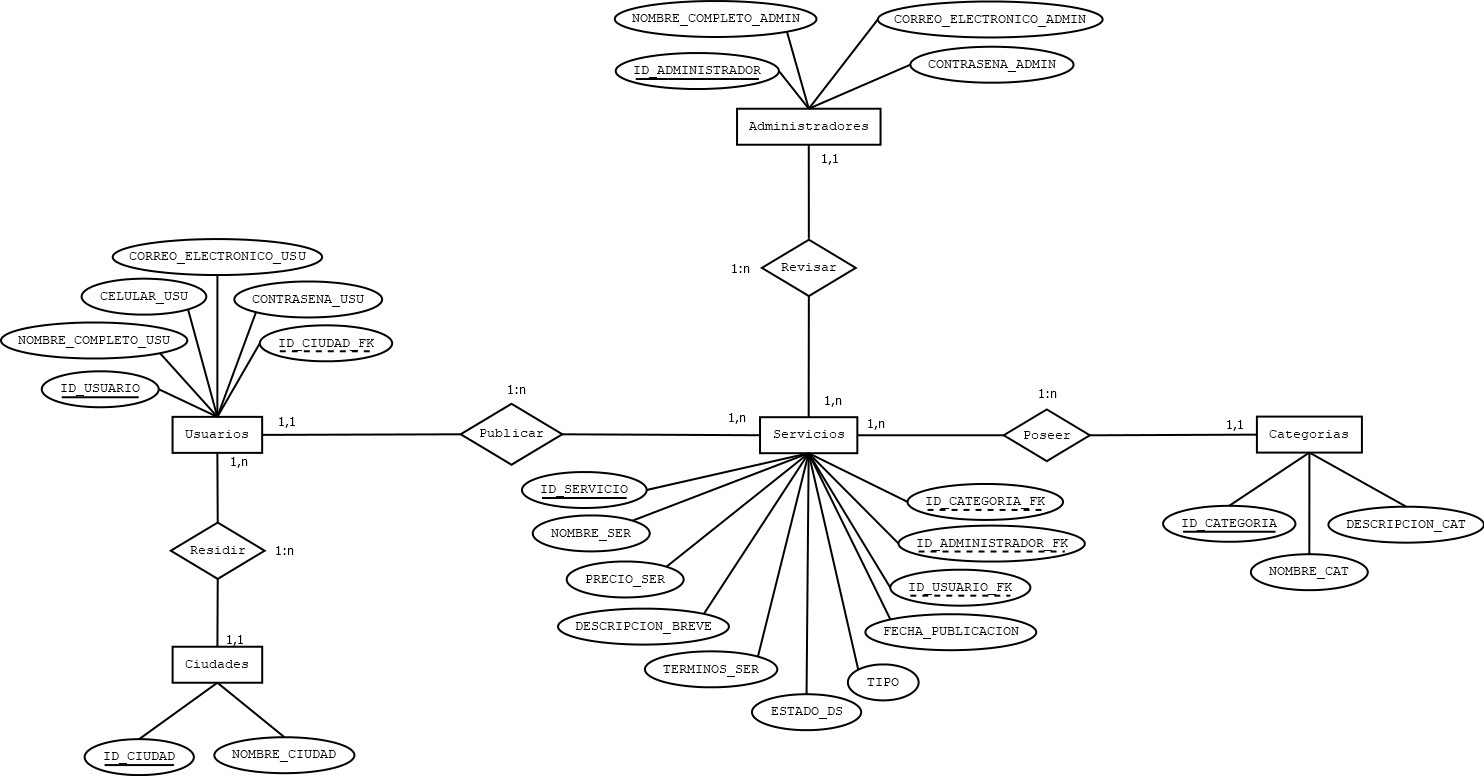 NOMBRE_COMPLETO_ADMIN
CORREO_ELECTRONICO_ADMIN
ID_ADMINISTRADOR
CONTRASENA_ADMIN
Administradores
1,1
Revisar
1:n
1,n
CORREO_ELECTRONICO_USU
CELULAR_USU
CONTRASENA_USU
NOMBRE_COMPLETO_USU
ID_CIUDAD_FK
ID_USUARIO
Usuarios
1,1
1:n
Publicar
1,n
Servicios
1,n
1:n
Poseer
1,1
Categorias
1,n
Residir
1:n
1,1
Ciudades
ID_CIUDAD
NOMBRE_CIUDAD
ID_SERVICIO
NOMBRE_SER
PRECIO_SER
DESCRIPCION_BREVE
TERMINOS_SER
ESTADO_DS
TIPO
FECHA_PUBLICACION
ID_USUARIO_FK
ID_ADMINISTRADOR_FK
ID_CATEGORIA_FK
ID_CATEGORIA
NOMBRE_CAT
DESCRIPCION_CAT